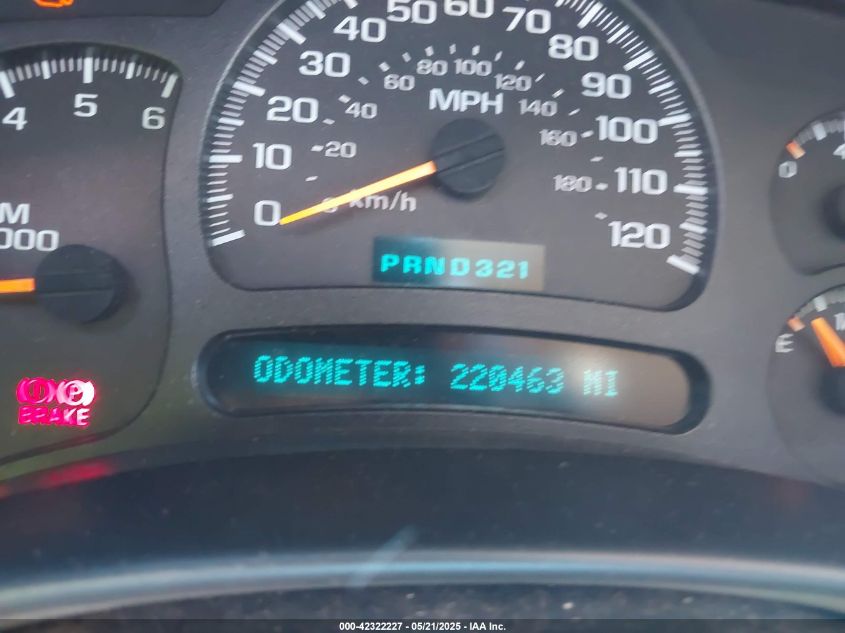 50 60 70
40 80
30 90
60 80 100 120
20 40 MPH 140 100
160
10 20
180 110
0 km/h 120
4 5 6
0
000
PRND321
E
ODOMETER: 220463 MI
BRAKE
000-42322227 - 05/21/2025 - IAA Inc.